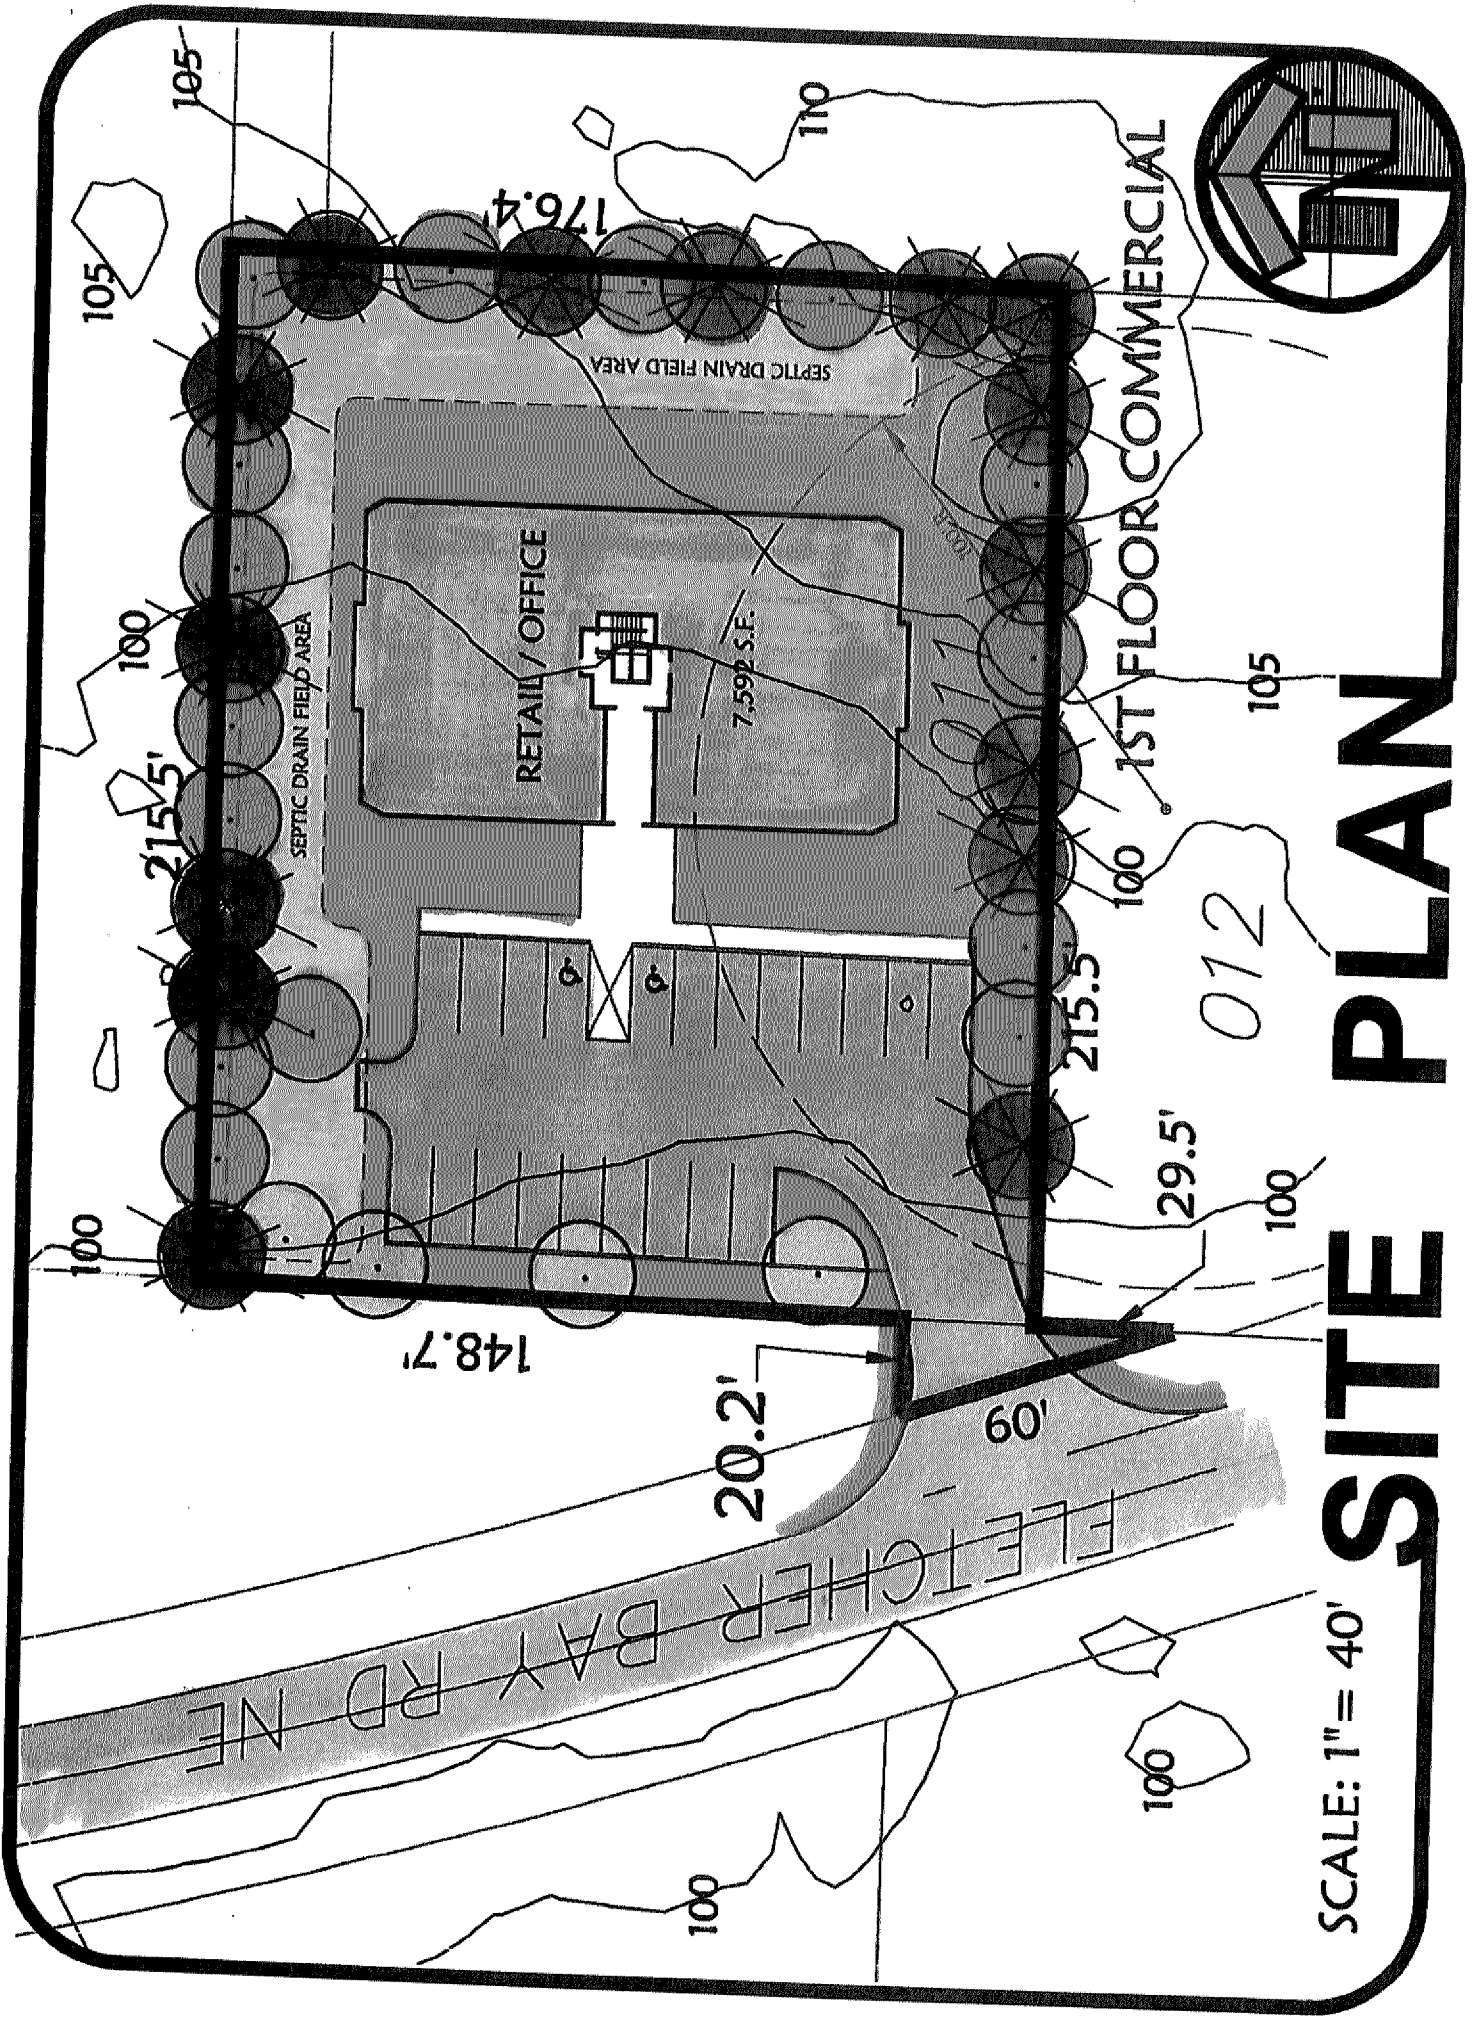 105
105
100
215.5'
100
176.4'
110
SEPTIC DRAIN FIELD AREA
SEPTIC DRAIN FIELD AREA
RETAIL / OFFICE
7,592 S.F.
100' R.
011
1ST FLOOR COMMERCIAL
N
105
100
012
215.5'
29.5'
100
148.7'
20.2'
60'
FLETCHER BAY RD NE
100
100
SCALE: 1"= 40'
SITE PLAN